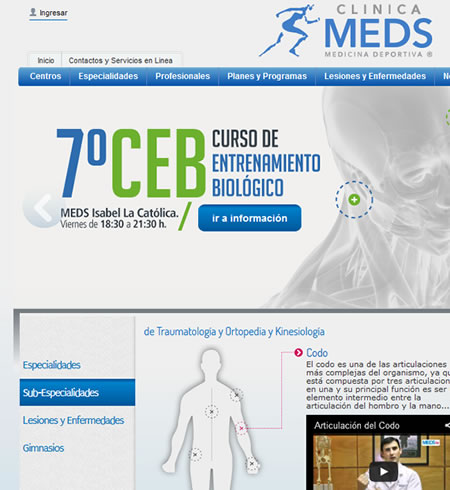 Ingresar
CLINICA
MEDS
MEDICINA DEPORTIVA ®
Inicio
Contactos y Servicios en Linea
Centros
Especialidades
Profesionales
Planes y Programas
Lesiones y Enfermedades
7º CEB
CURSO DE
ENTRENAMIENTO
BIOLÓGICO
MEDS Isabel La Católica.
Viernes de 18:30 a 21:30 h.
ir a información
de Traumatología y Ortopedia y Kinesiología
Especialidades
Sub-Especialidades
Lesiones y Enfermedades
Gimnasios
Codo
El codo es una de las articulaciones
más complejas del organismo, ya qu
está compuesta por tres articulacion
en una y su principal función es ser
elemento intermedio entre la
articulación del hombro y la mano...
Articulación del Codo
MEDS